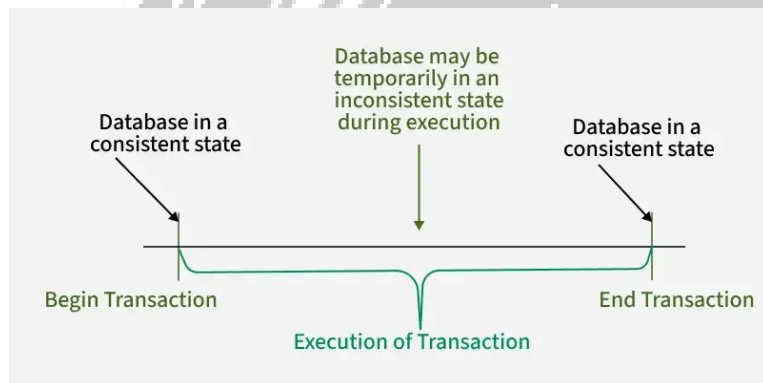 Database may be
temporarily in an
inconsistent state
during execution
Database in a
consistent state
Database in a
consistent state
Begin Transaction
End Transaction
Execution of Transaction